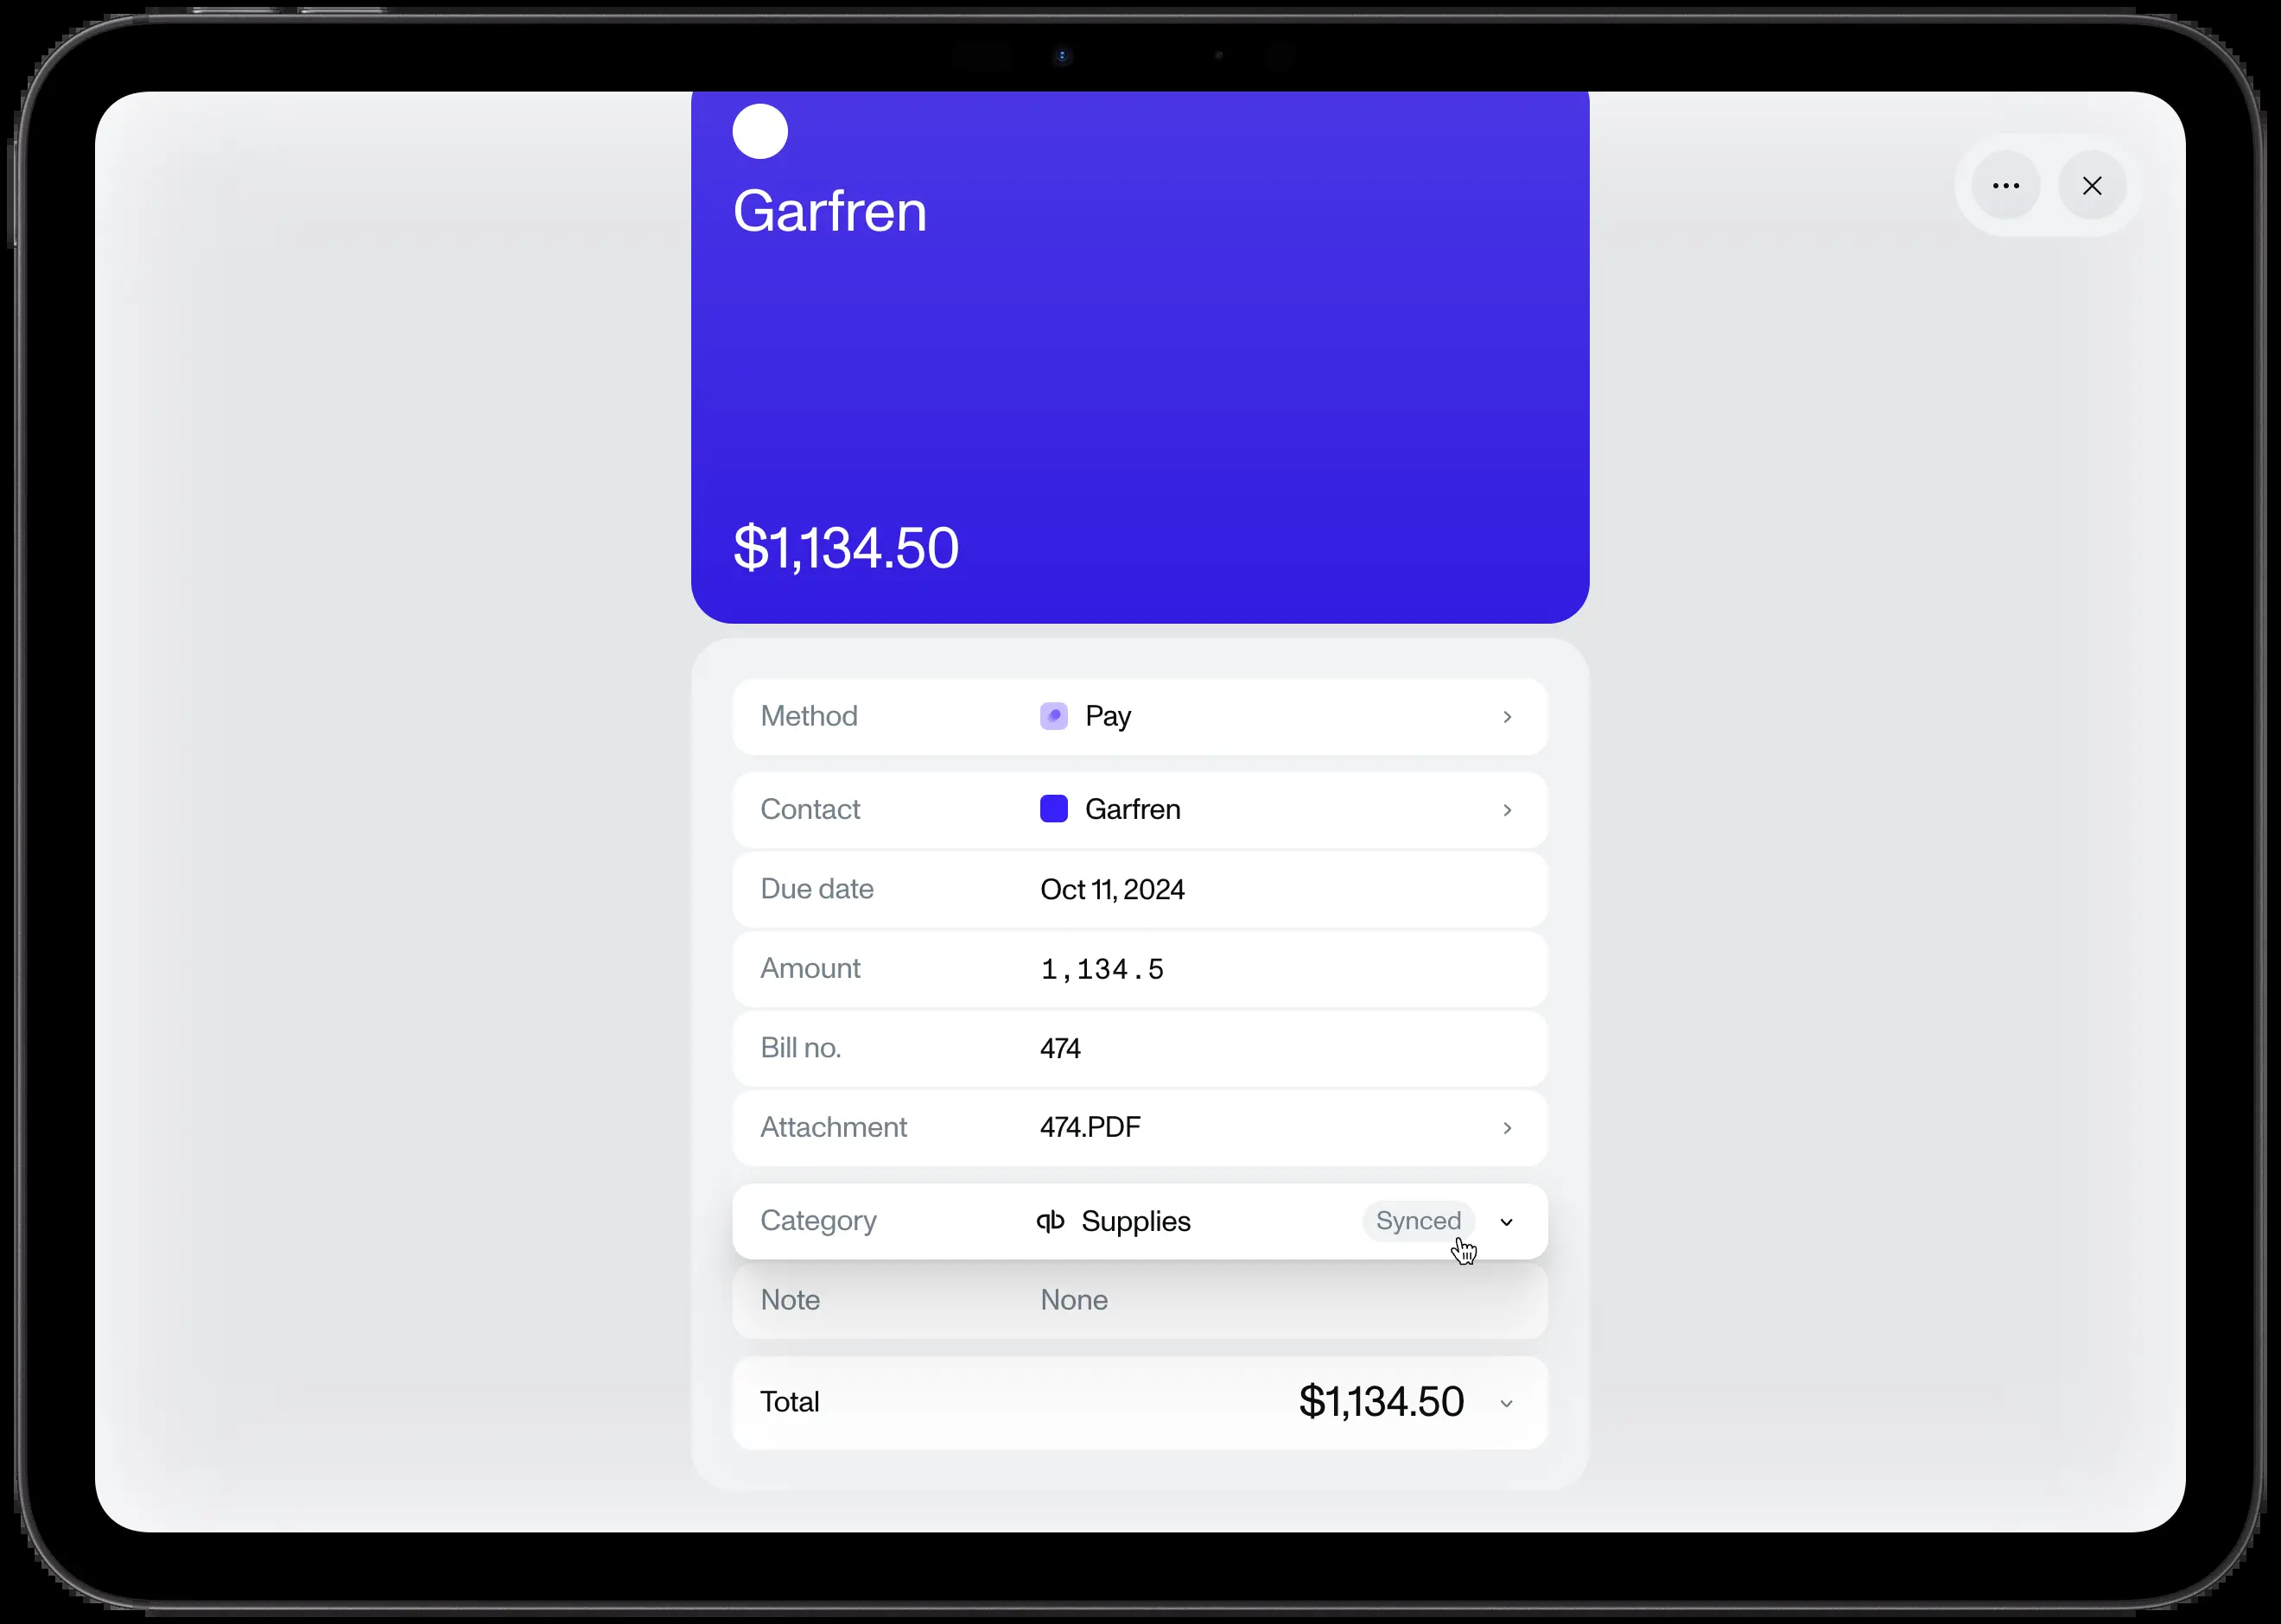 Garfren
$1,134.50
Method Pay
Contact Garfren
Due date Oct 11, 2024
Amount 1,134.5
Bill no. 474
Attachment 474.PDF
Category qb Supplies Synced
Note None
Total $1,134.50